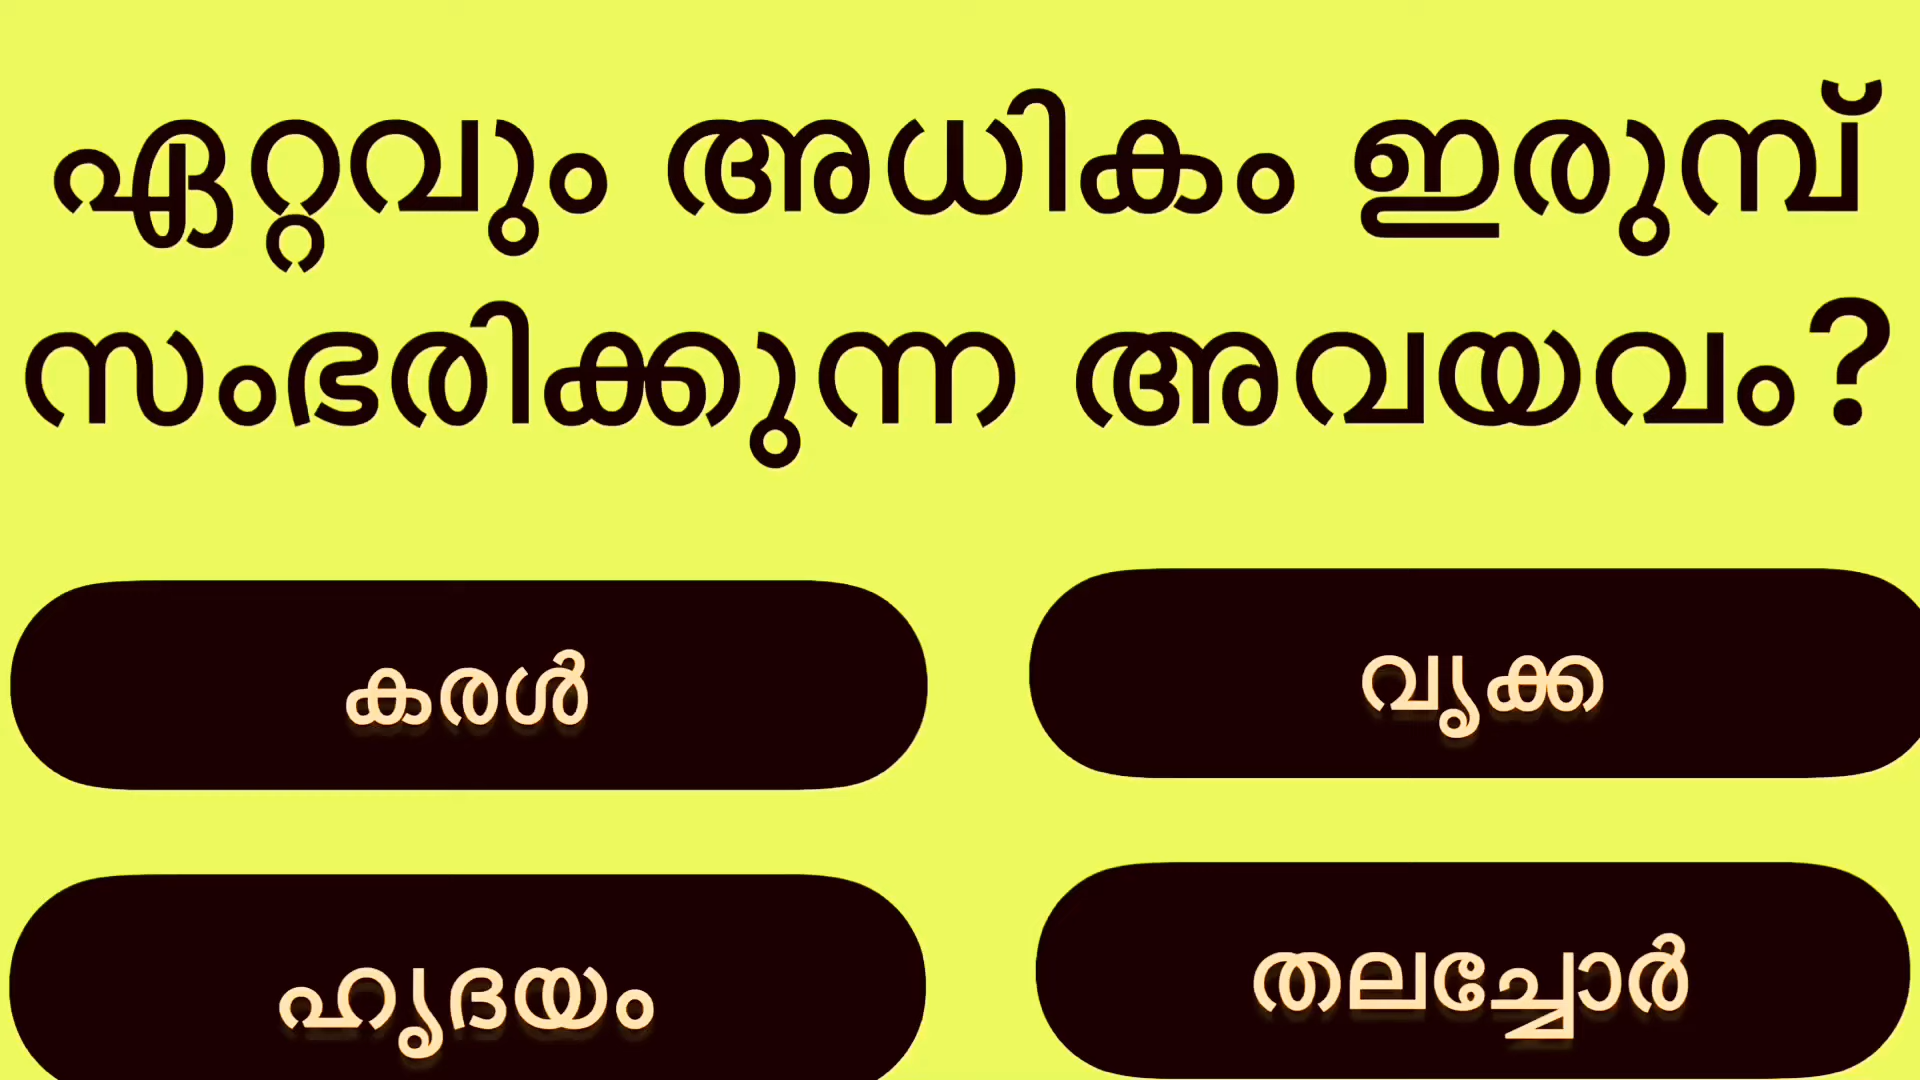 ഏറ്റവും അധികം ഇരുമ്പ്
സംഭരിക്കുന്ന അവയവം?
കരൾ
വൃക്ക
ഹൃദയം
തലച്ചോർ